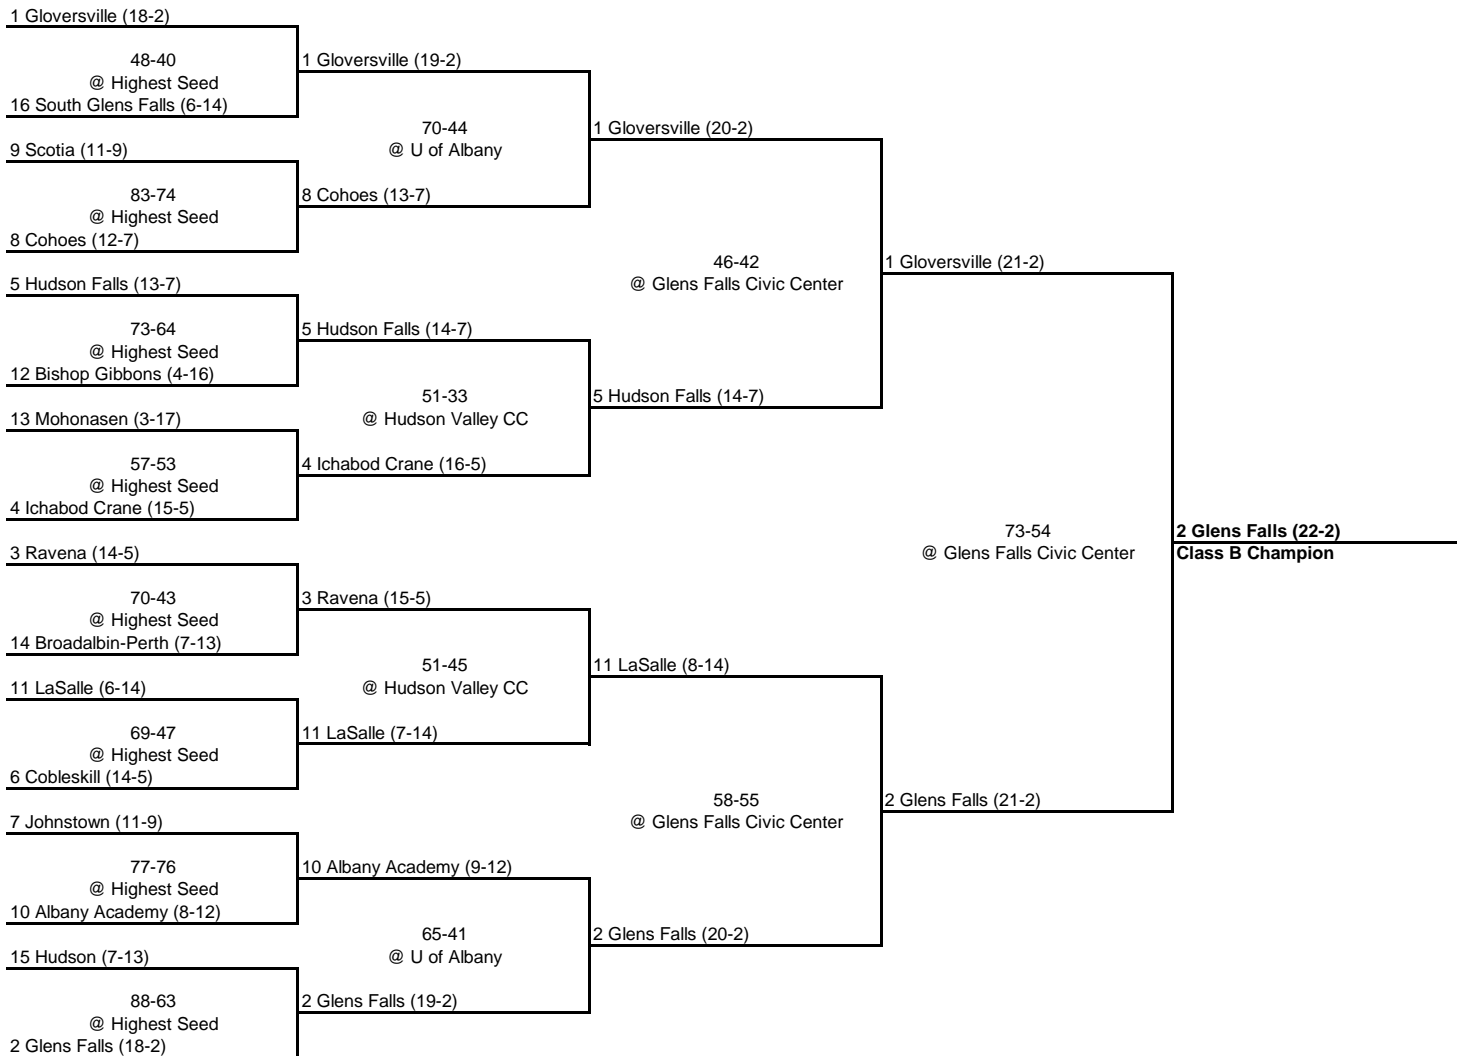 1 Gloversville (18-2)
48-40
@ Highest Seed
16 South Glens Falls (6-14)
9 Scotia (11-9)
83-74
@ Highest Seed
8 Cohoes (12-7)
5 Hudson Falls (13-7)
73-64
@ Highest Seed
12 Bishop Gibbons (4-16)
13 Mohonasen (3-17)
57-53
@ Highest Seed
4 Ichabod Crane (15-5)
3 Ravena (14-5)
70-43
@ Highest Seed
14 Broadalbin-Perth (7-13)
11 LaSalle (6-14)
69-47
@ Highest Seed
6 Cobleskill (14-5)
7 Johnstown (11-9)
77-76
@ Highest Seed
10 Albany Academy (8-12)
15 Hudson (7-13)
88-63
@ Highest Seed
2 Glens Falls (18-2)
1 Gloversville (19-2)
70-44
@ U of Albany
8 Cohoes (13-7)
5 Hudson Falls (14-7)
51-33
@ Hudson Valley CC
4 Ichabod Crane (16-5)
3 Ravena (15-5)
51-45
@ Hudson Valley CC
11 LaSalle (7-14)
10 Albany Academy (9-12)
65-41
@ U of Albany
2 Glens Falls (19-2)
1 Gloversville (20-2)
46-42
@ Glens Falls Civic Center
5 Hudson Falls (14-7)
11 LaSalle (8-14)
58-55
@ Glens Falls Civic Center
2 Glens Falls (20-2)
1 Gloversville (21-2)
73-54
@ Glens Falls Civic Center
2 Glens Falls (21-2)
2 Glens Falls (22-2)
Class B Champion